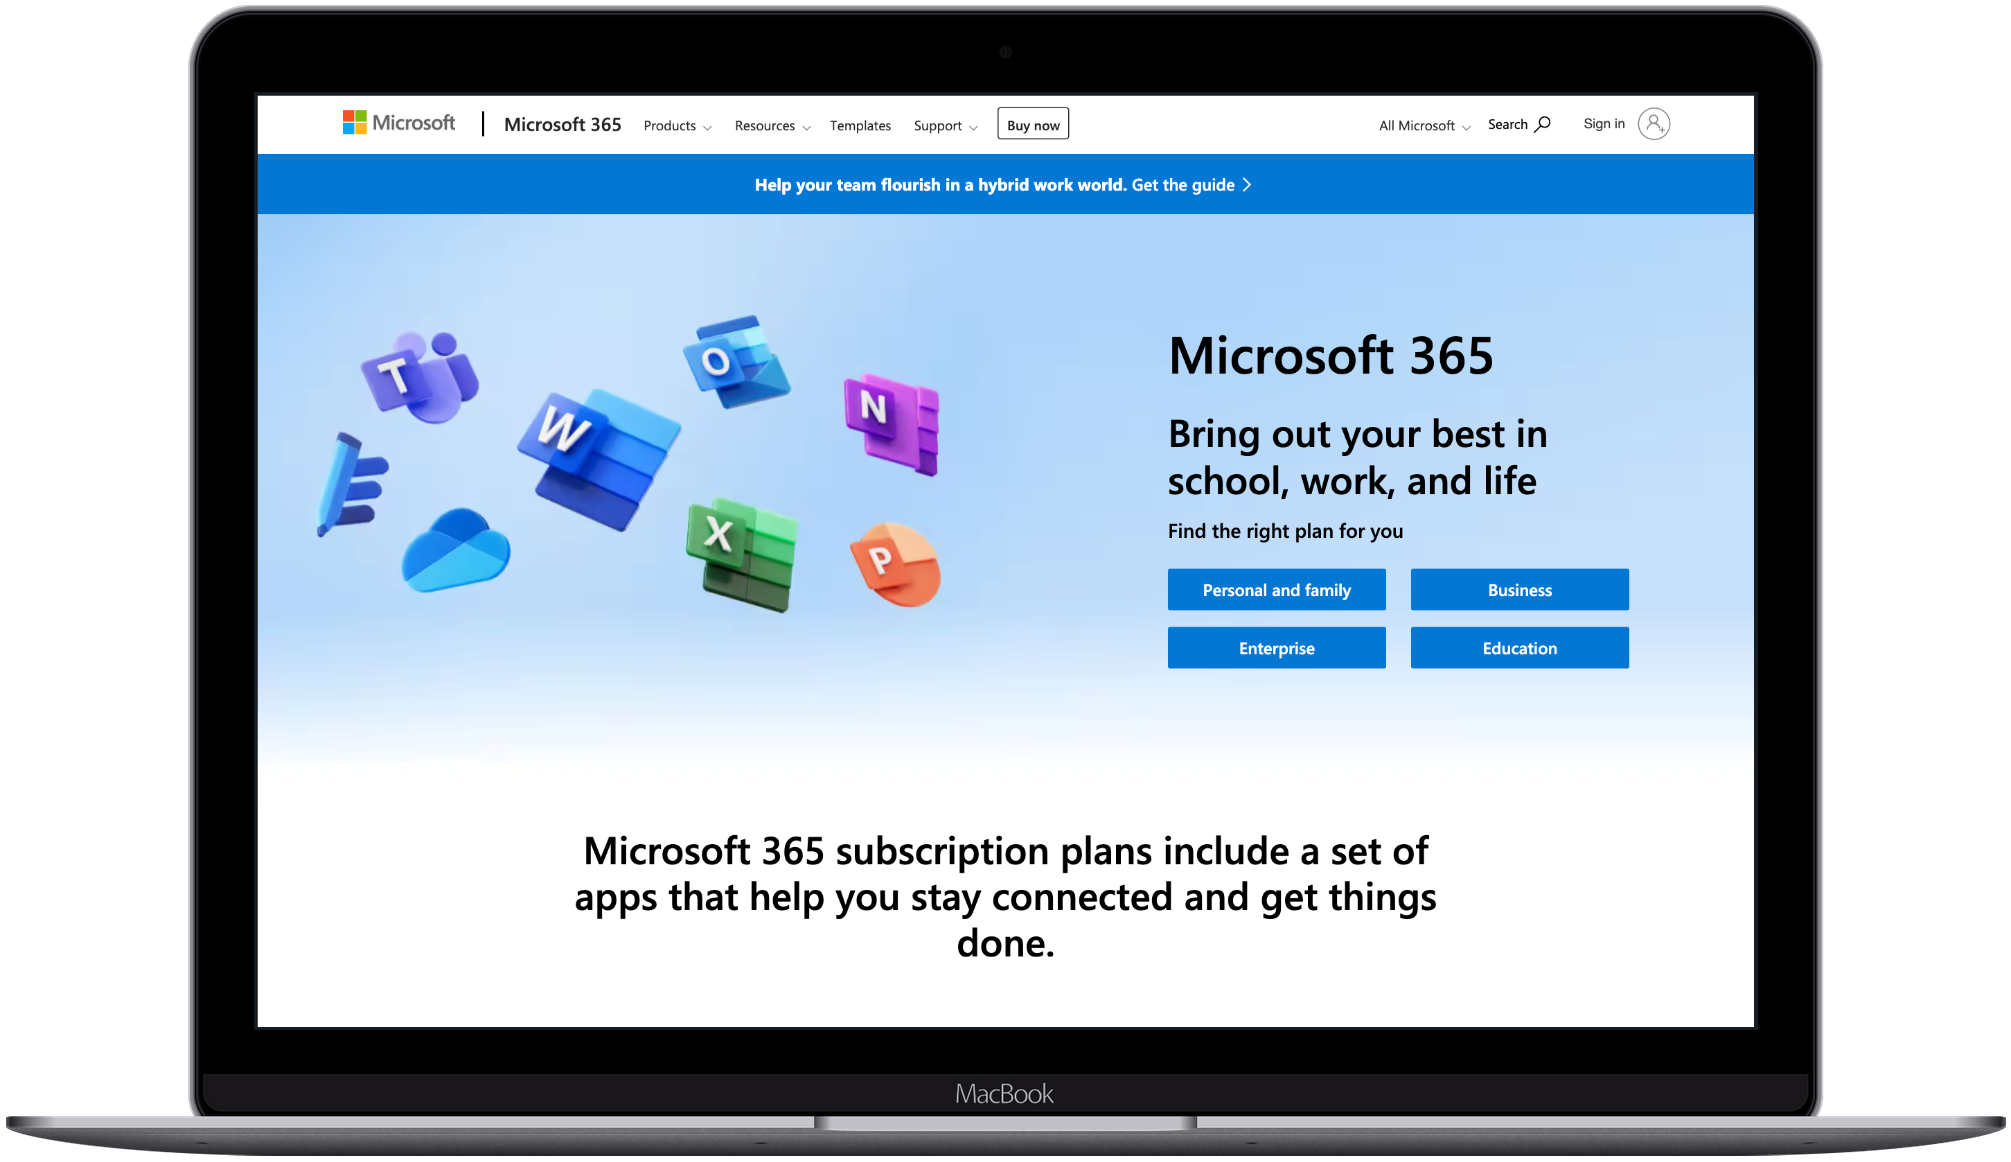 Microsoft
Microsoft 365
Products
Resources
Templates
Support
Buy now
All Microsoft
Search
Sign in
Help your team flourish in a hybrid work world. Get the guide
T
O
W
N
X
P
Microsoft 365
Bring out your best in
school, work, and life
Find the right plan for you
Personal and family
Business
Enterprise
Education
Microsoft 365 subscription plans include a set of
apps that help you stay connected and get things
done.
MacBook